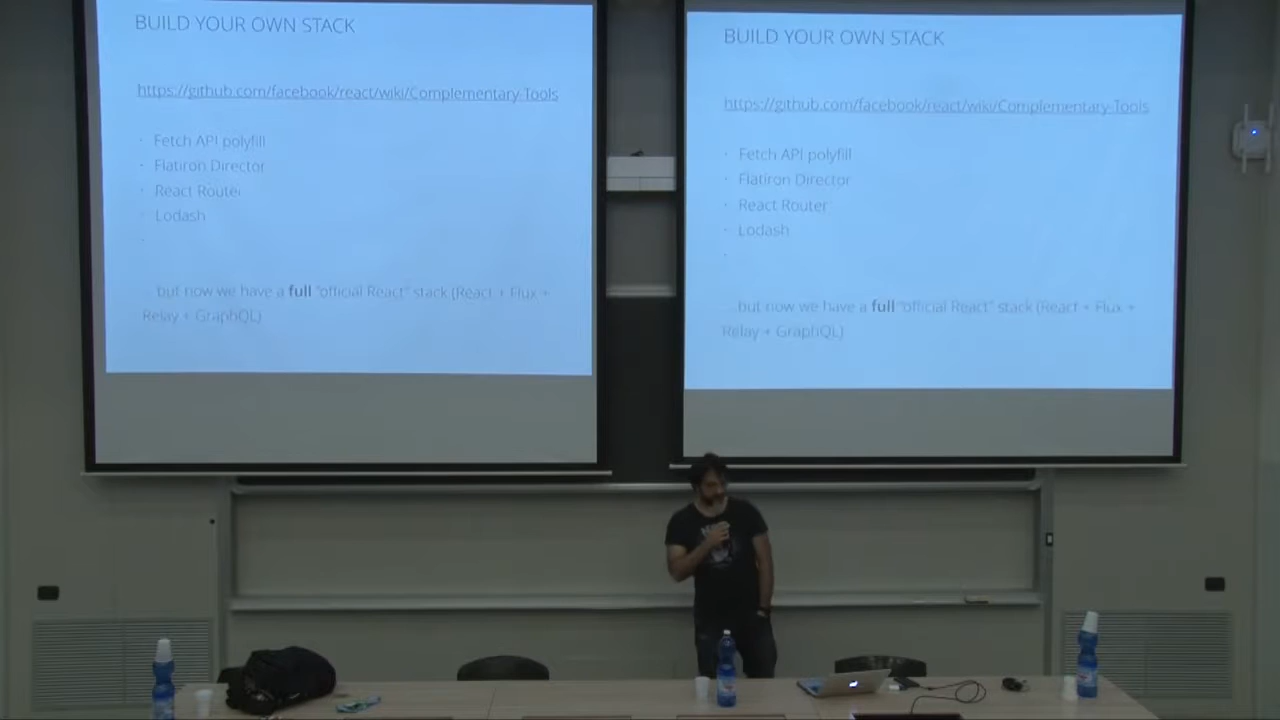 BUILD YOUR OWN STACK
https://github.com/facebook/react/wiki/Complementary-Tools
· Fetch API polyfill
· Flatiron Director
· React Router
· Lodash
·
... but now we have a full "official React" stack (React + Flux +
Relay + GraphQL)
BUILD YOUR OWN STACK
https://github.com/facebook/react/wiki/Complementary-Tools
· Fetch API polyfill
· Flatiron Director
· React Router
· Lodash
·
... but now we have a full "official React" stack (React + Flux +
Relay + GraphQL)